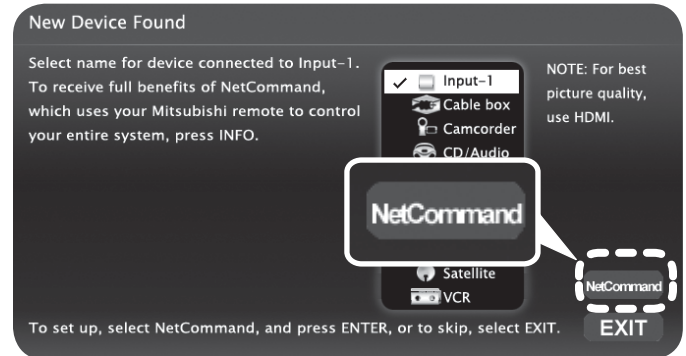 New Device Found
Select name for device connected to Input-1.
To receive full benefits of NetCommand,
which uses your Mitsubishi remote to control
your entire system, press INFO.
Input-1
Cable box
Camcorder
CD/Audio
NetCommand
Satellite
VCR
NOTE: For best
picture quality,
use HDMI.
NetCommand
EXIT
To set up, select NetCommand, and press ENTER, or to skip, select EXIT.